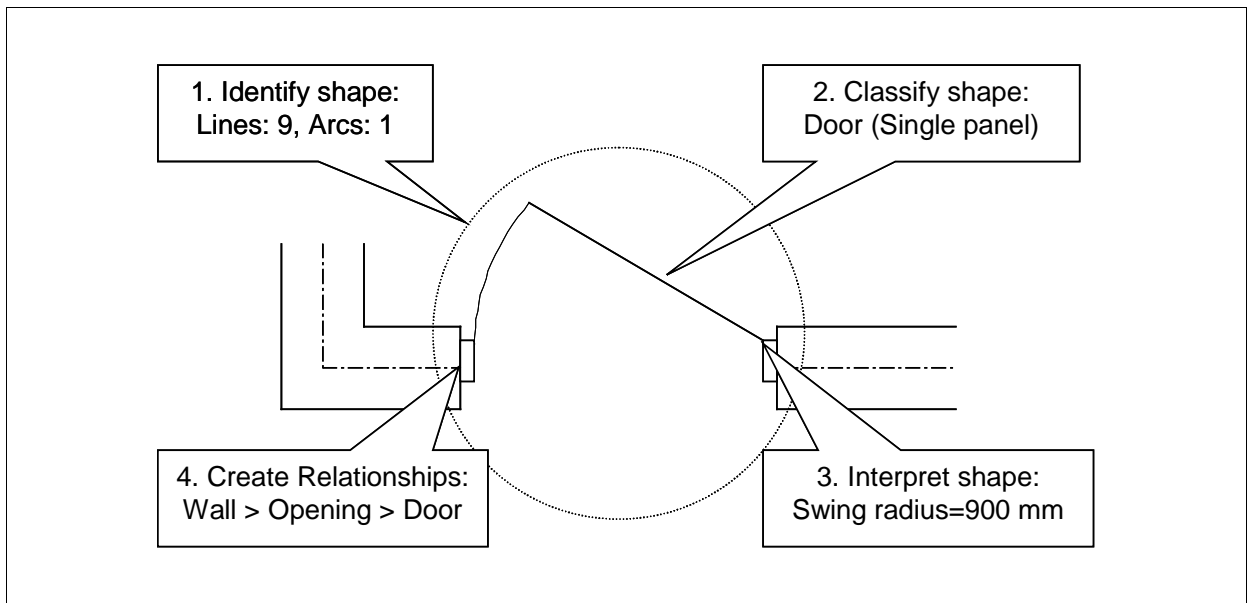 1. Identify shape:
Lines: 9, Arcs: 1
2. Classify shape:
Door (Single panel)
4. Create Relationships:
Wall > Opening > Door
3. Interpret shape:
Swing radius=900 mm